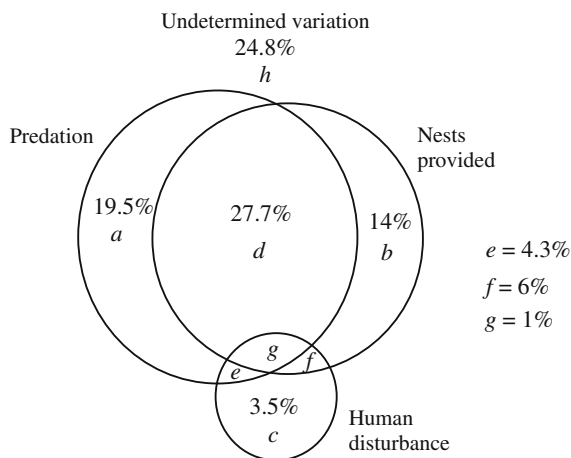 Undetermined variation
24.8%
h
Predation
Nests
provided
19.5%
a
27.7%
d
14%
b
e = 4.3%
f = 6%
g = 1%
g
f
e
3.5%
c
Human
disturbance